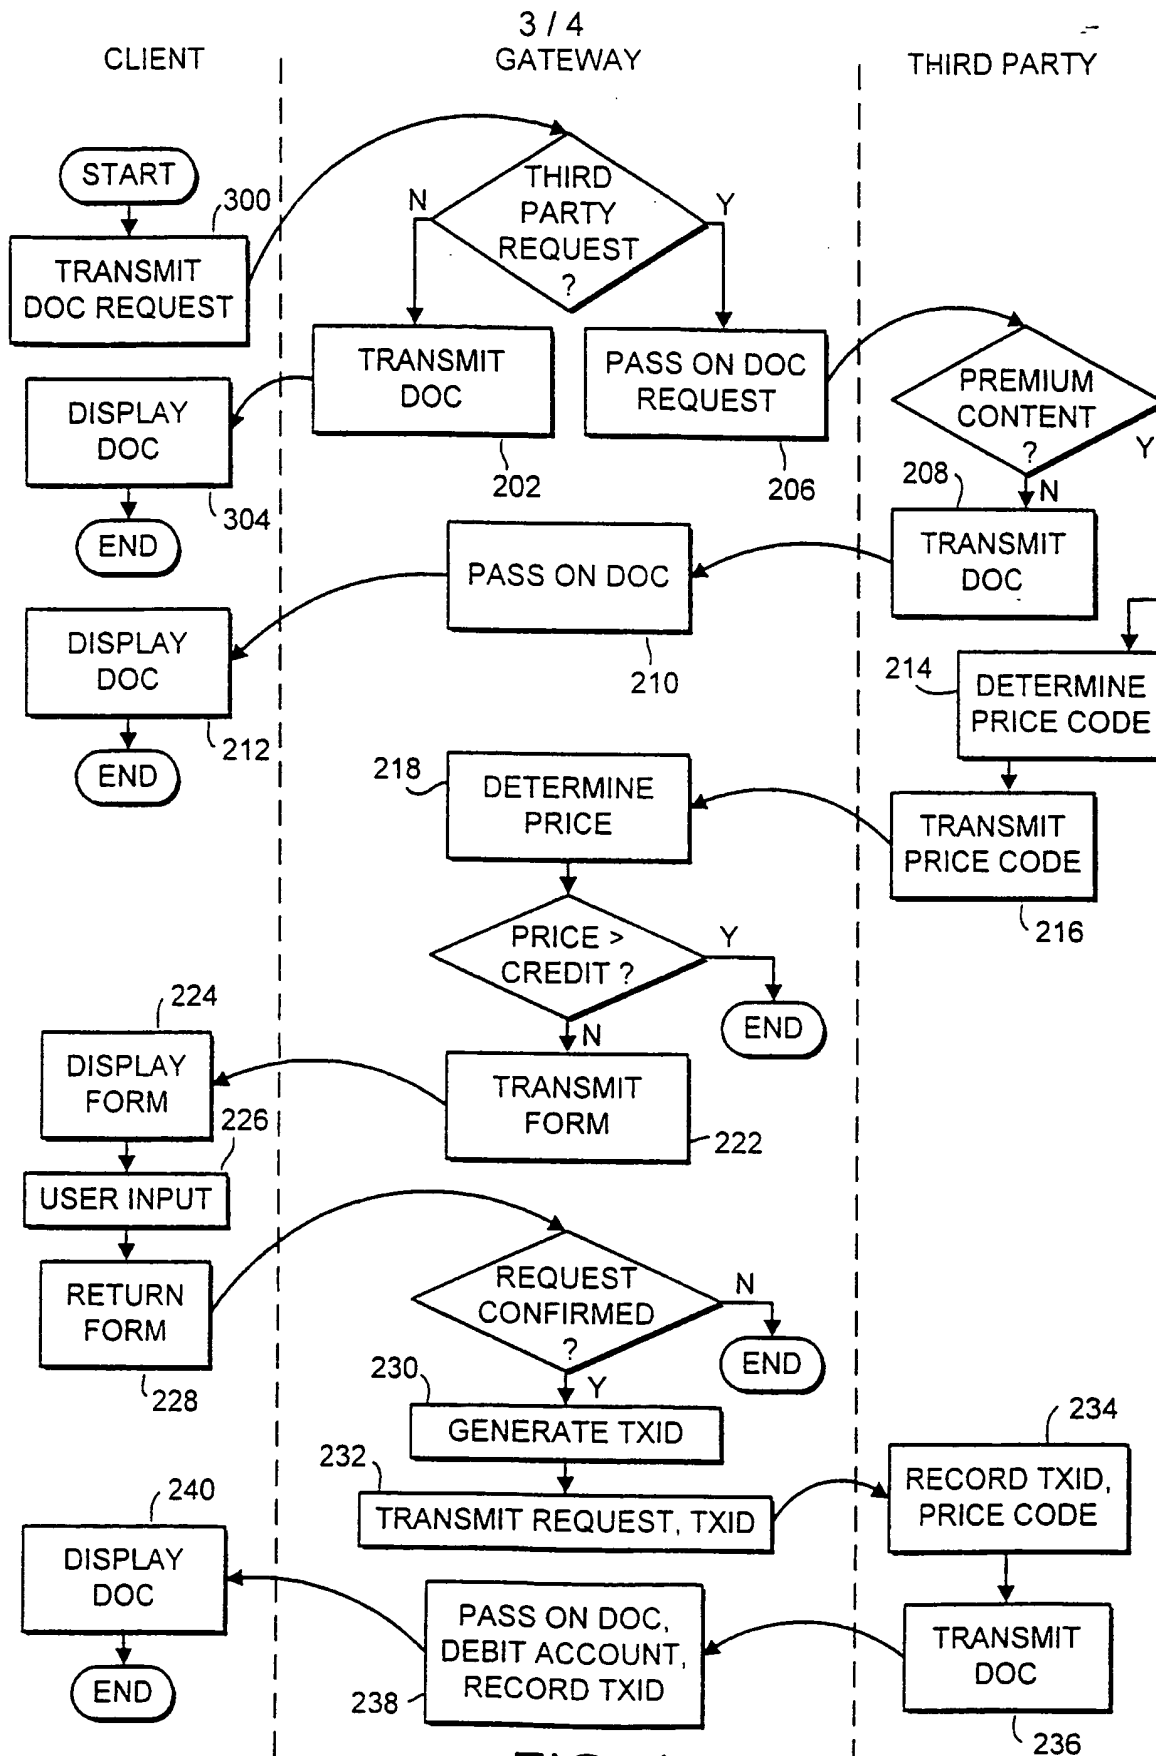 3 / 4
CLIENT
GATEWAY
THIRD PARTY
START
300
TRANSMIT
DOC REQUEST
N
THIRD
PARTY
REQUEST
?
Y
TRANSMIT
DOC
202
PASS ON DOC
REQUEST
206
PREMIUM
CONTENT
?
Y
N
DISPLAY
DOC
304
END
208
TRANSMIT
DOC
PASS ON DOC
210
DISPLAY
DOC
212
END
214
DETERMINE
PRICE CODE
218
DETERMINE
PRICE
TRANSMIT
PRICE CODE
216
PRICE >
CREDIT ?
Y
END
N
224
DISPLAY
FORM
TRANSMIT
FORM
222
226
USER INPUT
RETURN
FORM
228
REQUEST
CONFIRMED
?
N
END
Y
230
GENERATE TXID
232
TRANSMIT REQUEST, TXID
234
RECORD TXID,
PRICE CODE
240
DISPLAY
DOC
END
PASS ON DOC,
DEBIT ACCOUNT,
RECORD TXID
238
TRANSMIT
DOC
236